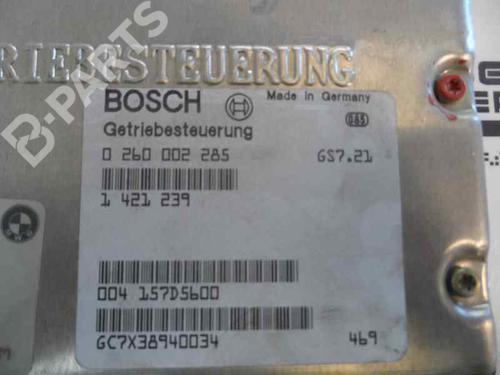 RIEBESTEUERUNG
BOSCH
Made in Germany
Getriebesteuerung
0 260 002 285
GS7.21
1 421 239
004 157D5600
GC7X38940034
469
BMW
B-PARTS